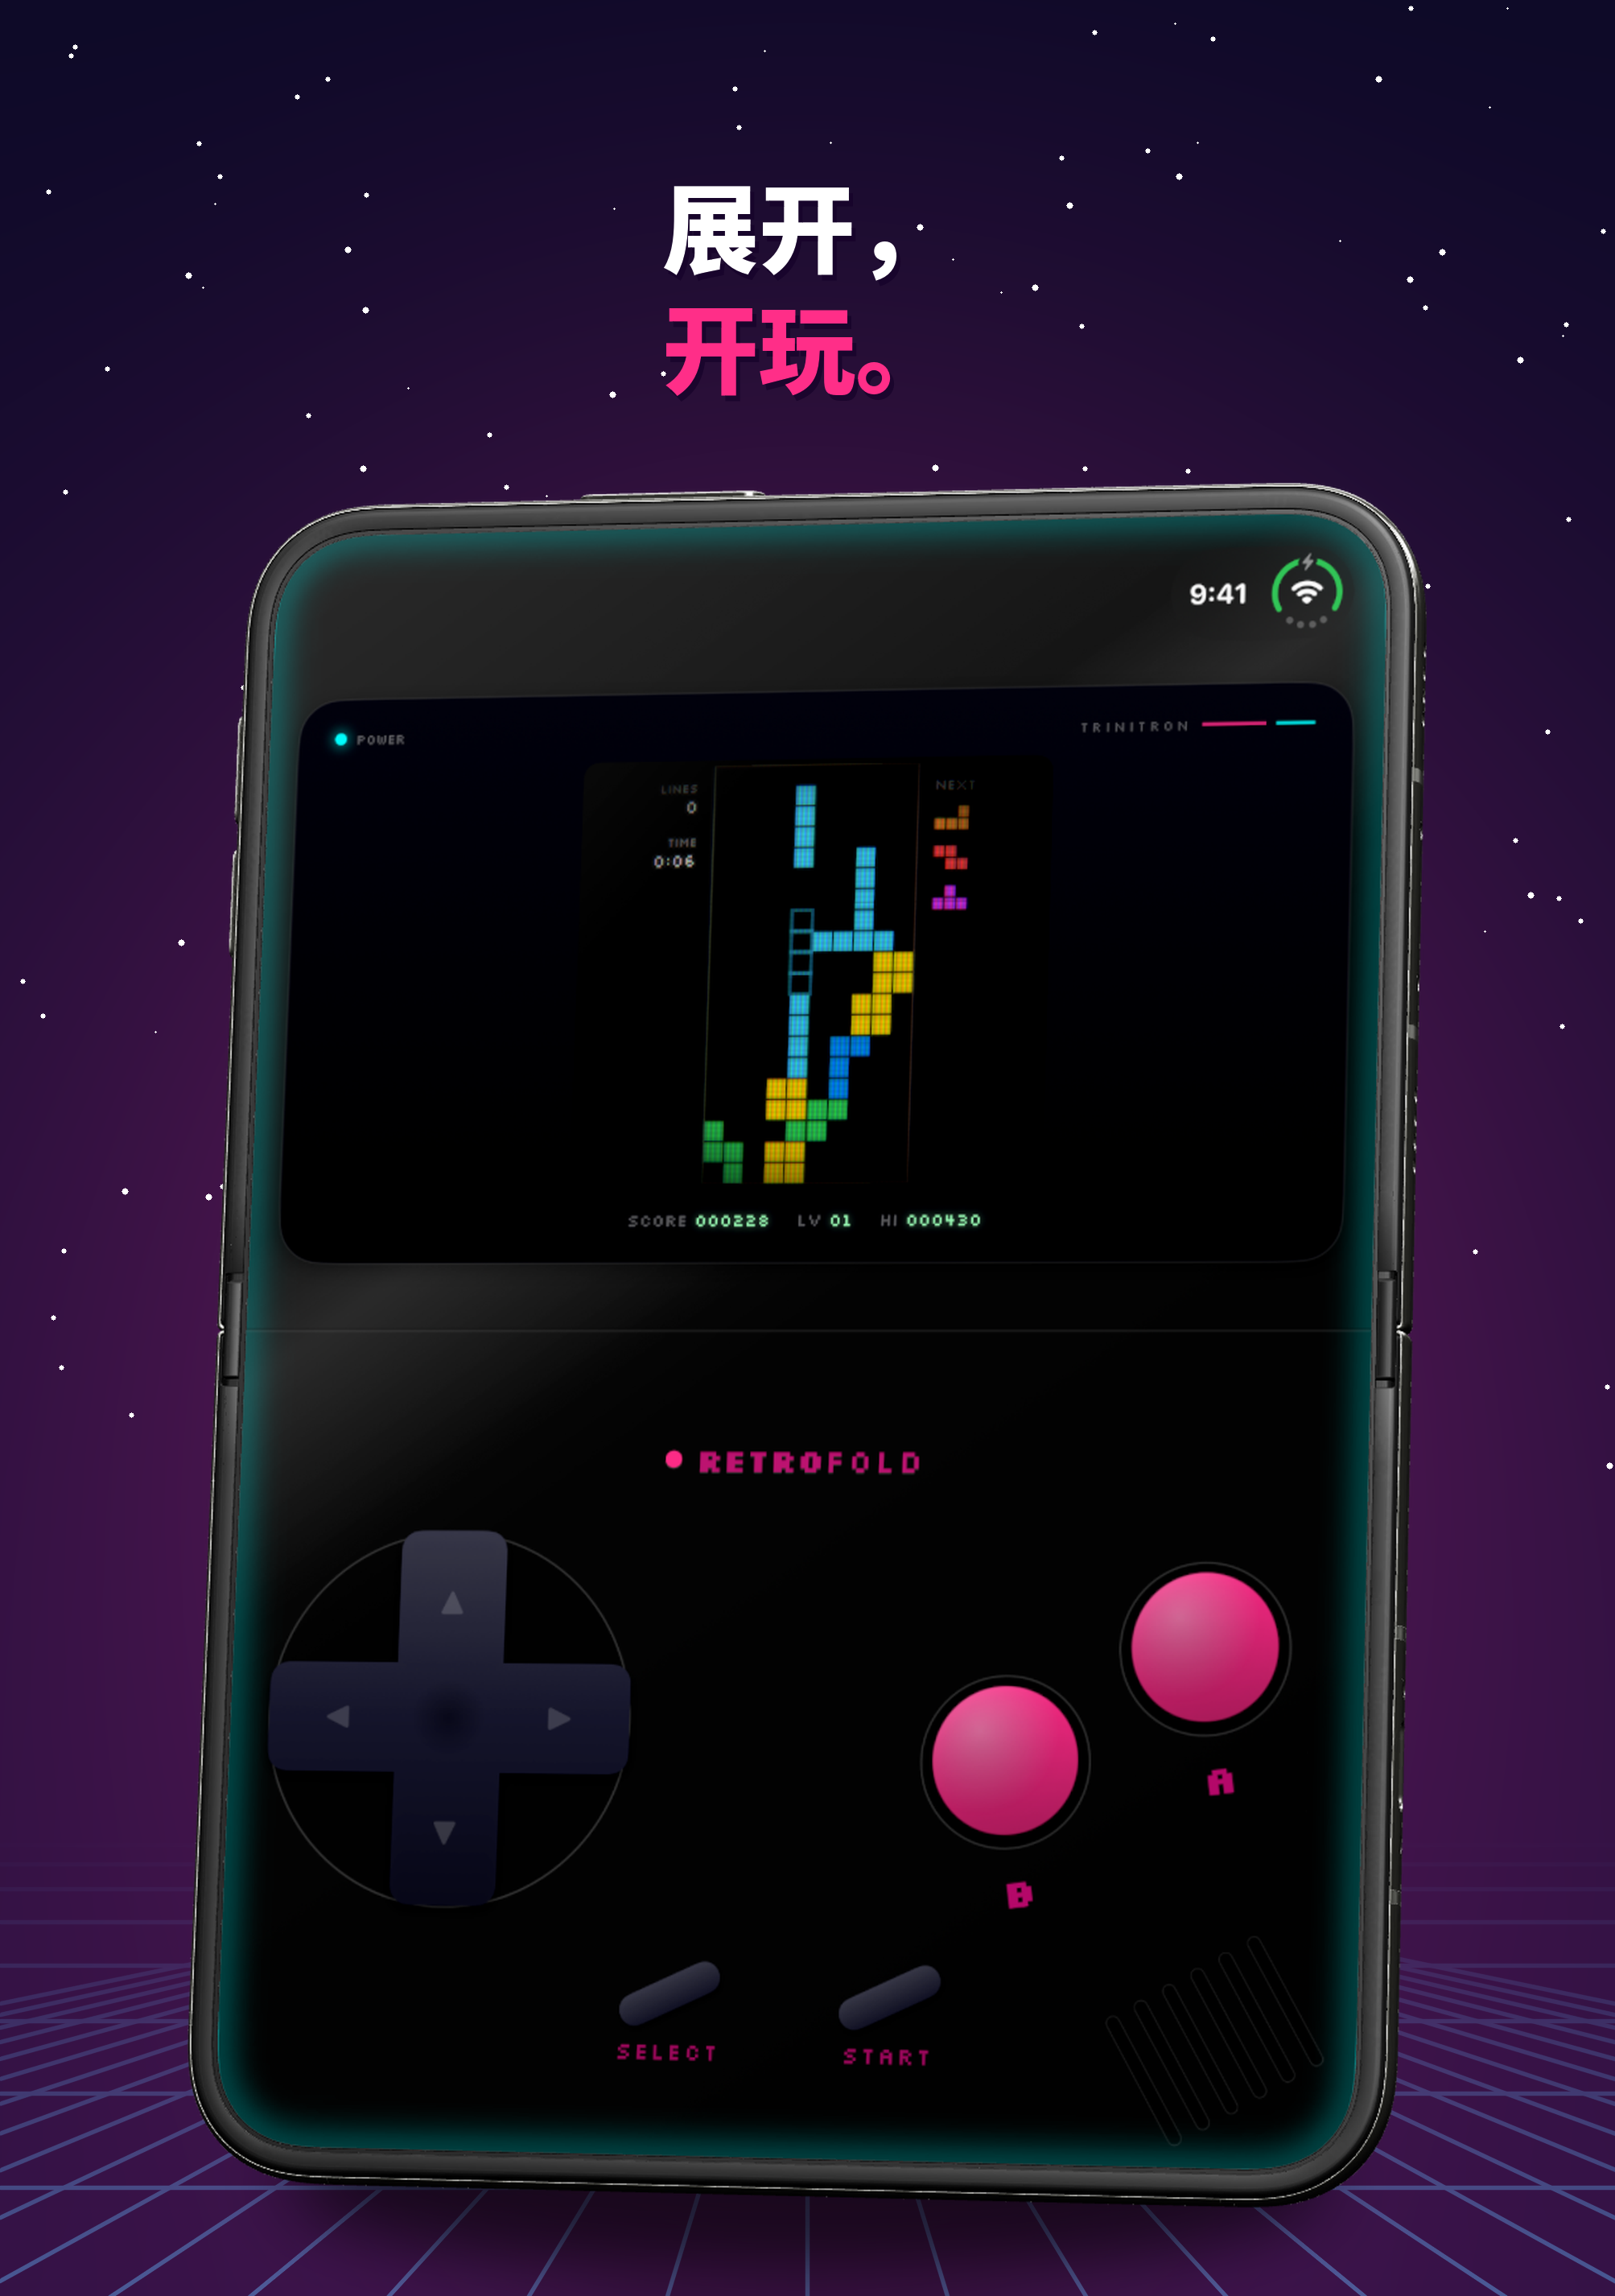 展开，
开玩。
9:41
POWER
TRINITRON
LINES
0
TIME
0:06
NEXT
SCORE 000228 LV 01 HI 000430
RETROFOLD
A
B
SELECT
START